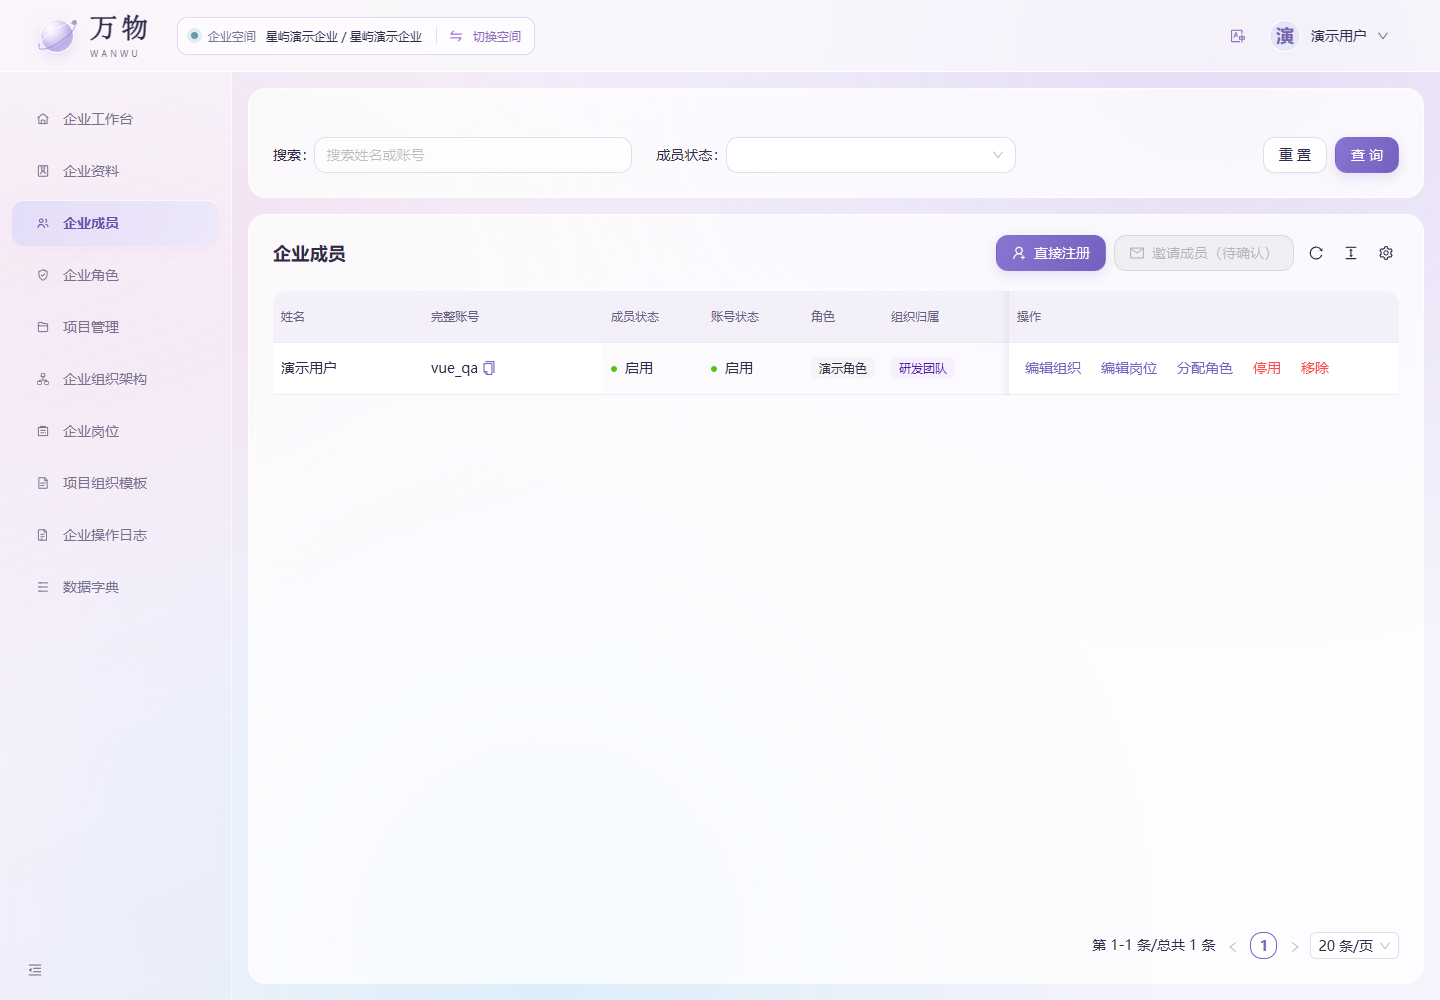 万物
WANWU
企业空间 星屿演示企业 / 星屿演示企业 切换空间
演 演示用户
企业工作台
企业资料
企业成员
企业角色
项目管理
企业组织架构
企业岗位
项目组织模板
企业操作日志
数据字典
搜索: 搜索姓名或账号 成员状态: 重 置 查 询
企业成员 直接注册 邀请成员（待确认）
姓名 完整账号 成员状态 账号状态 角色 组织归属 操作
演示用户 vue_qa 启用 启用 演示角色 研发团队 编辑组织 编辑岗位 分配角色 停用 移除
第 1-1 条/总共 1 条 < 1 > 20 条/页